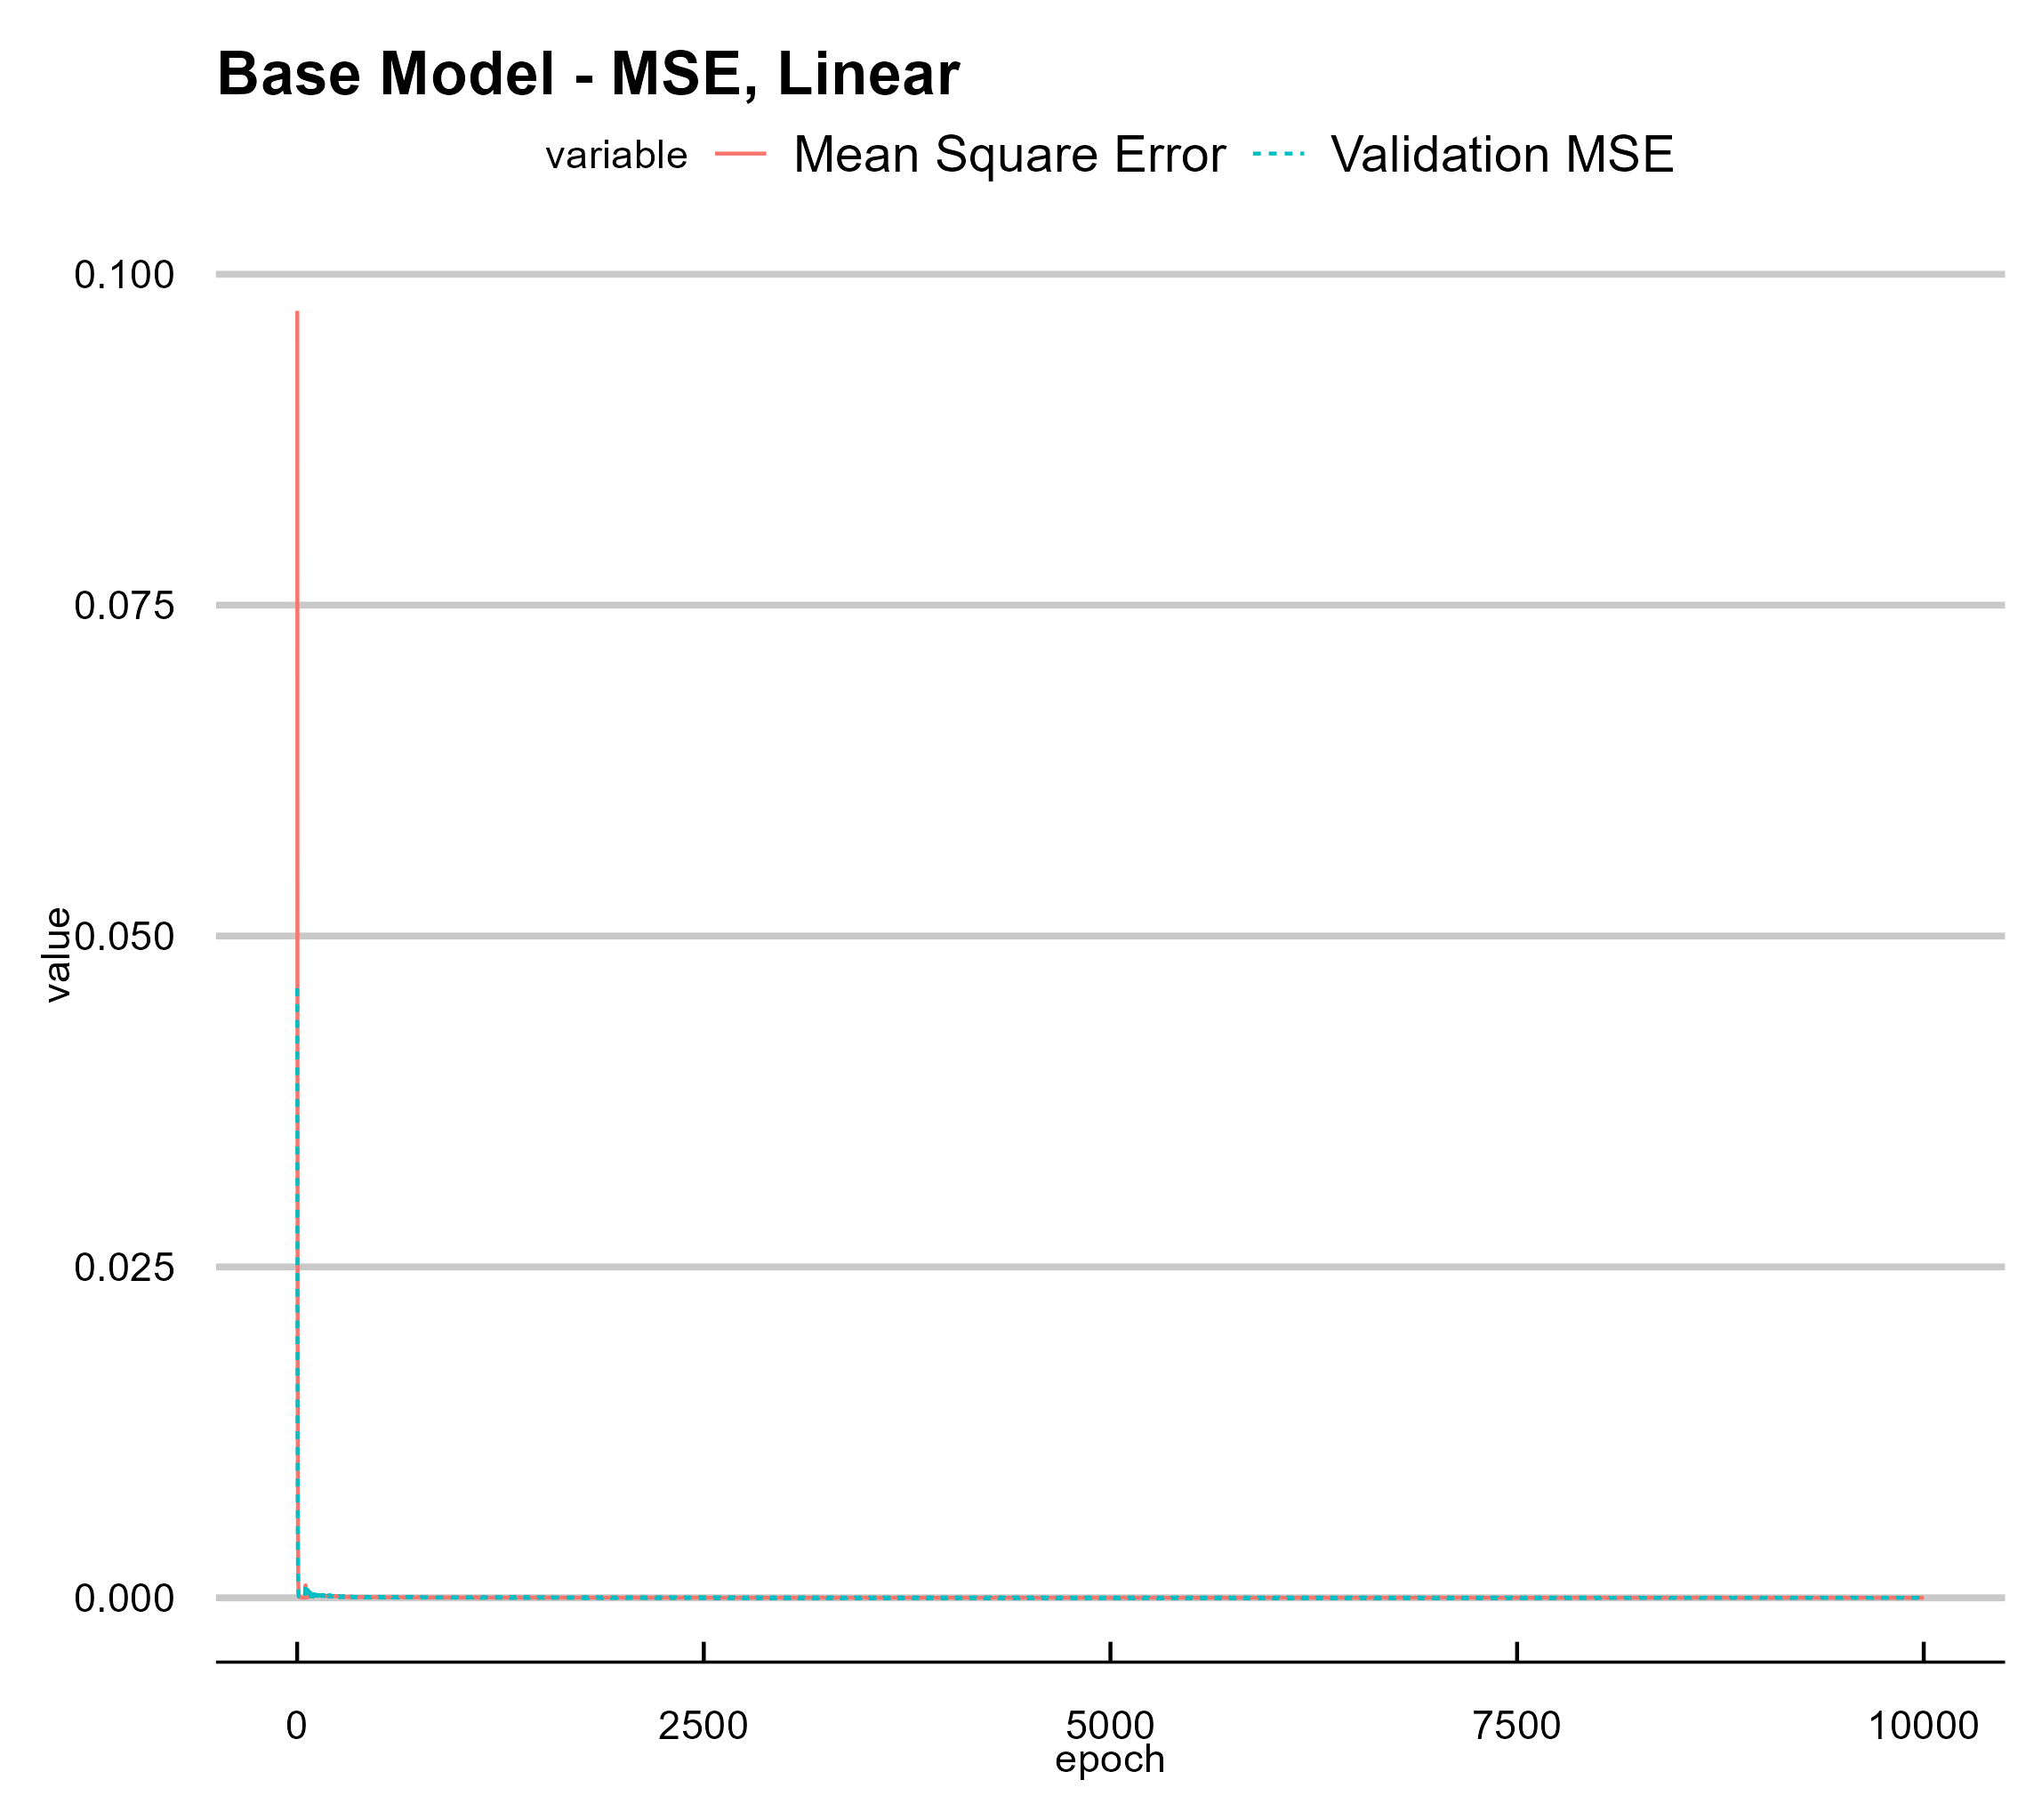 Base Model - MSE, Linear
variable Mean Square Error Validation MSE
0.100
0.075
0.050
0.025
0.000
value
0 2500 5000 7500 10000
epoch